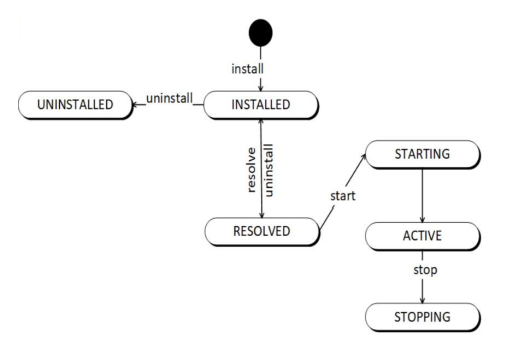 install
UNINSTALLED
uninstall
INSTALLED
resolve
uninstall
STARTING
start
RESOLVED
ACTIVE
stop
STOPPING